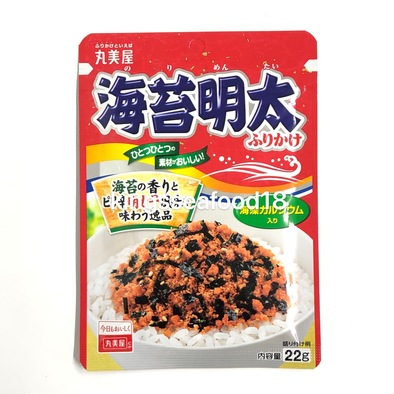 ふりかけといえば
丸美屋
のりめんたい
海苔明太
ふりかけ
ひとつひとつの
素材がおいしい!
海苔の香りと
味わう逸品
海藻カルシウム
入り
今日もおいしく
丸美屋
盛り付け例
内容量 22g